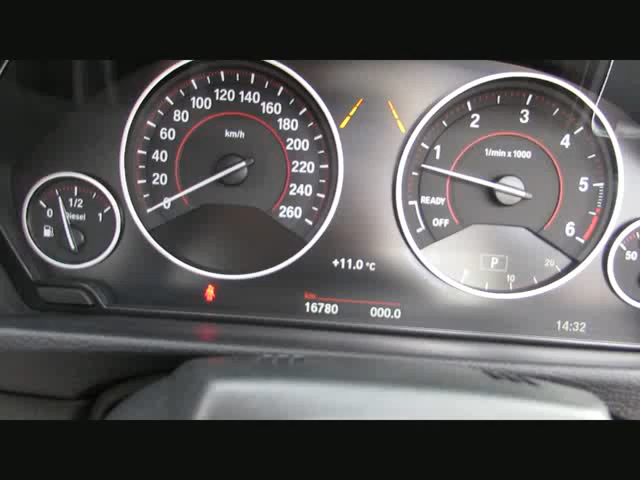 0 20 40 60 80 100 120 140 160 180 200 220 240 260
km/h
0 1/2 1
Diesel
1 2 3 4 5 6
1/min x 1000
READY
OFF
P
10 20
50
+11.0 °C
km
16780 000.0
14:32